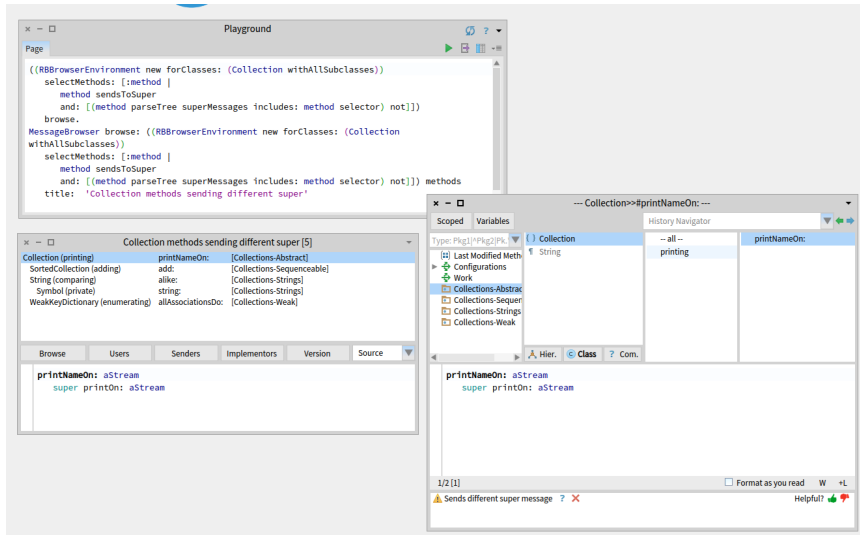 Playground
?
Page
((RBBrowserEnvironment new forClasses: (Collection withAllSubclasses))
selectMethods: [:method |
method sendsToSuper
and: [(method parseTree superMessages includes: method selector) not]])
browse.
MessageBrowser browse: ((RBBrowserEnvironment new forClasses: (Collection
withAllSubclasses))
selectMethods: [:method |
method sendsToSuper
and: [(method parseTree superMessages includes: method selector) not]]) methods
title: 'Collection methods sending different super'
Collection methods sending different super [5]
Collection (printing) printNameOn: [Collections-Abstract]
SortedCollection (adding) add: [Collections-Sequenceable]
String (comparing) alike: [Collections-Strings]
Symbol (private) string: [Collections-Strings]
WeakKeyDictionary (enumerating) allAssociationsDo: [Collections-Weak]
Browse Users Senders Implementors Version Source
printNameOn: aStream
super printOn: aStream
--- Collection>>#printNameOn: ---
Scoped Variables History Navigator
Type: Pkg1|^Pkg2|Pk.
Last Modified Meth
Configurations
Work
Collections-Abstrac
Collections-Sequen
Collections-Strings
Collections-Weak
( ) Collection
¶ String
Hier. C Class ? Com.
-- all --
printing
printNameOn:
printNameOn: aStream
super printOn: aStream
1/2 [1] Format as you read W +L
Sends different super message ? Helpful?